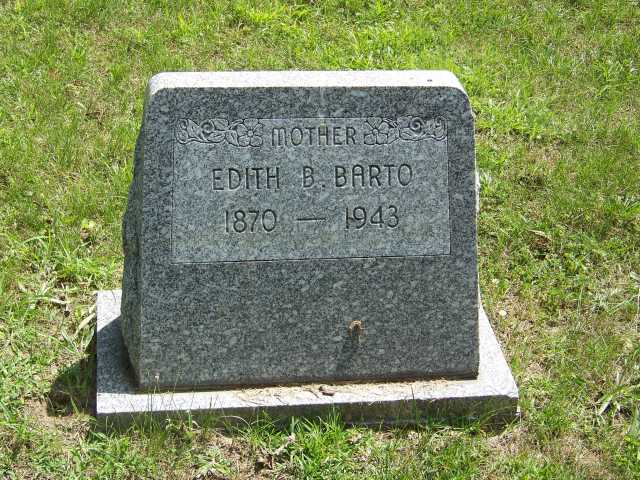 MOTHER
EDITH B. BARTO
1870 — 1943